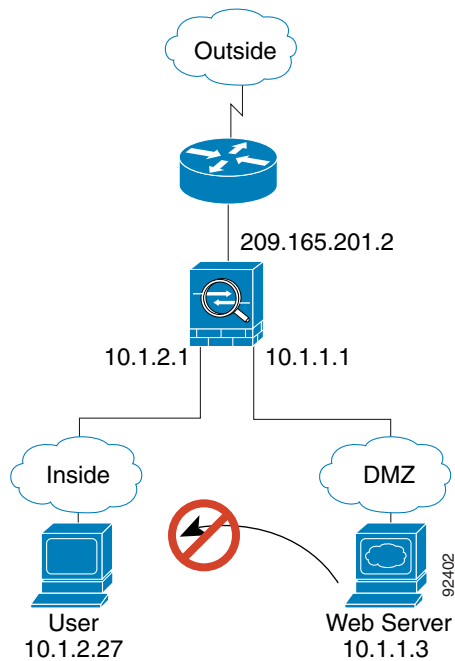 Outside
209.165.201.2
10.1.2.1
10.1.1.1
Inside
DMZ
User
10.1.2.27
Web Server
10.1.1.3
92402